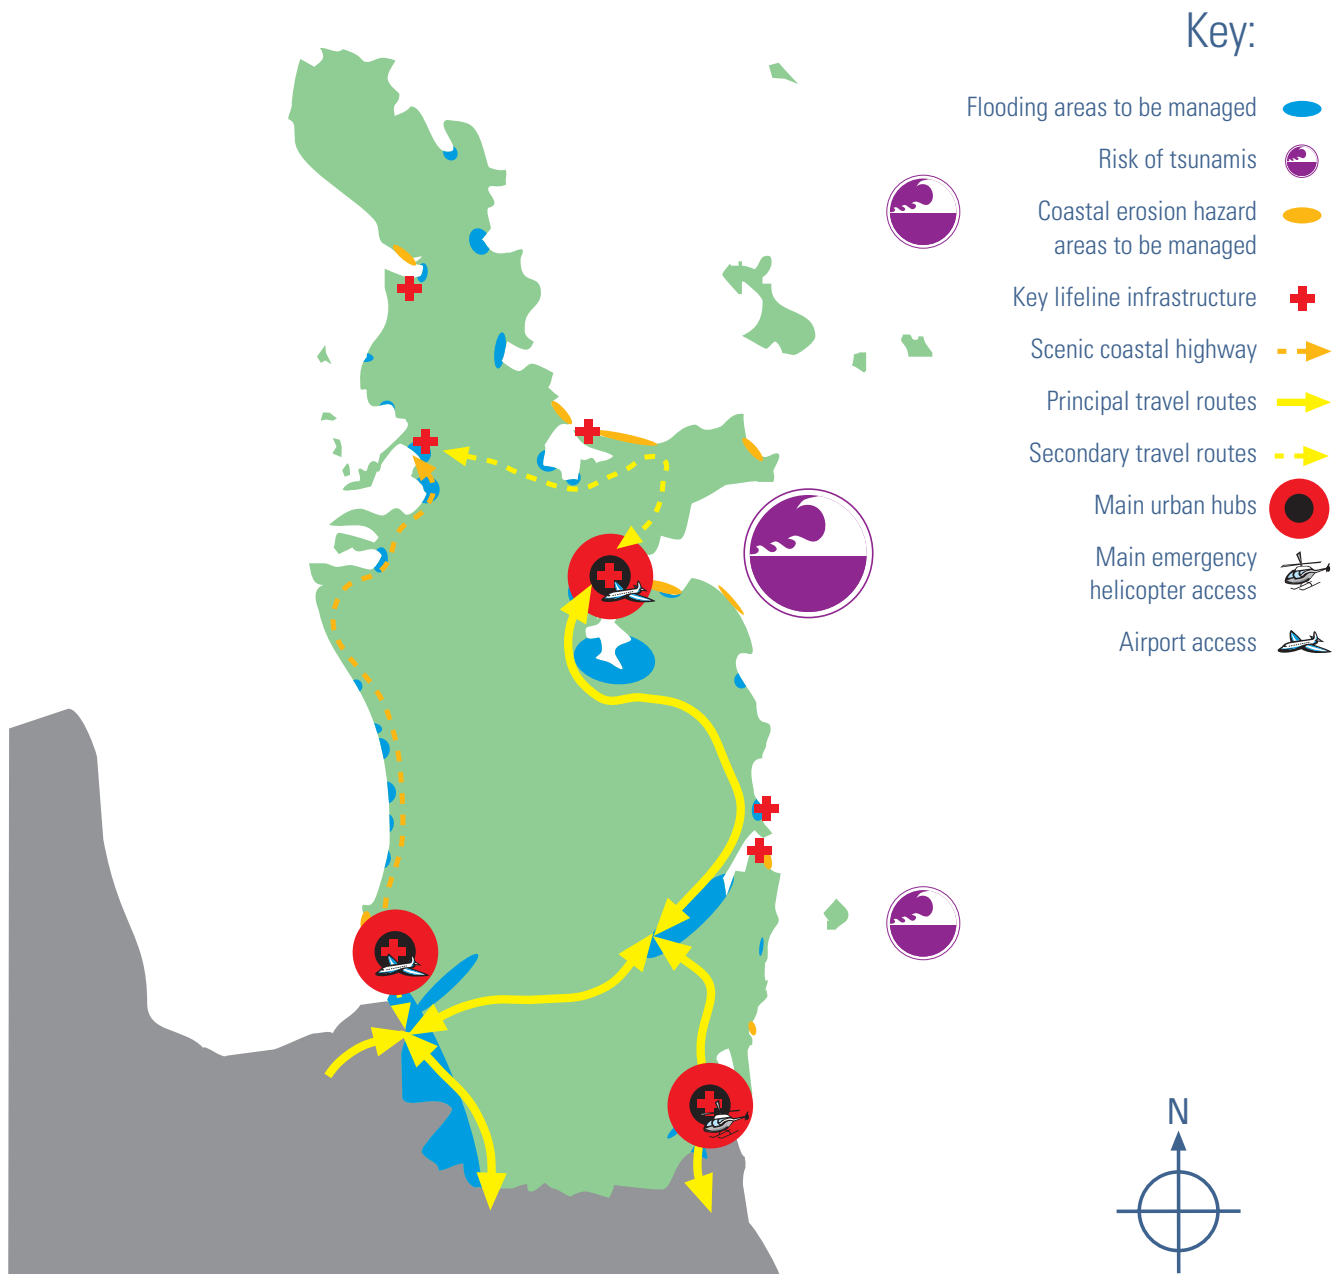 Key:
Flooding areas to be managed
Risk of tsunamis
Coastal erosion hazard
areas to be managed
Key lifeline infrastructure
Scenic coastal highway
Principal travel routes
Secondary travel routes
Main urban hubs
Main emergency
helicopter access
Airport access
N